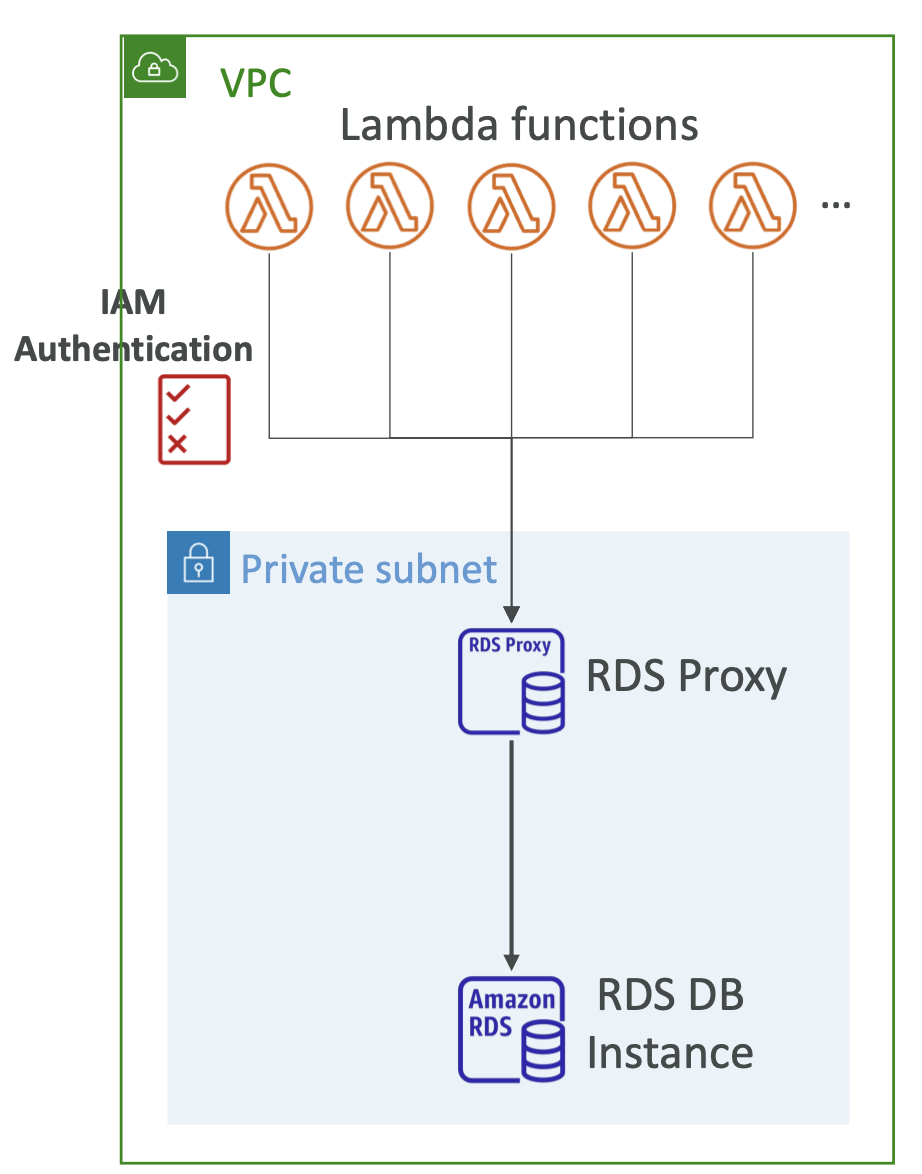 VPC
Lambda functions
...
IAM
Authentication
Private subnet
RDS Proxy
RDS Proxy
Amazon
RDS
RDS DB
Instance